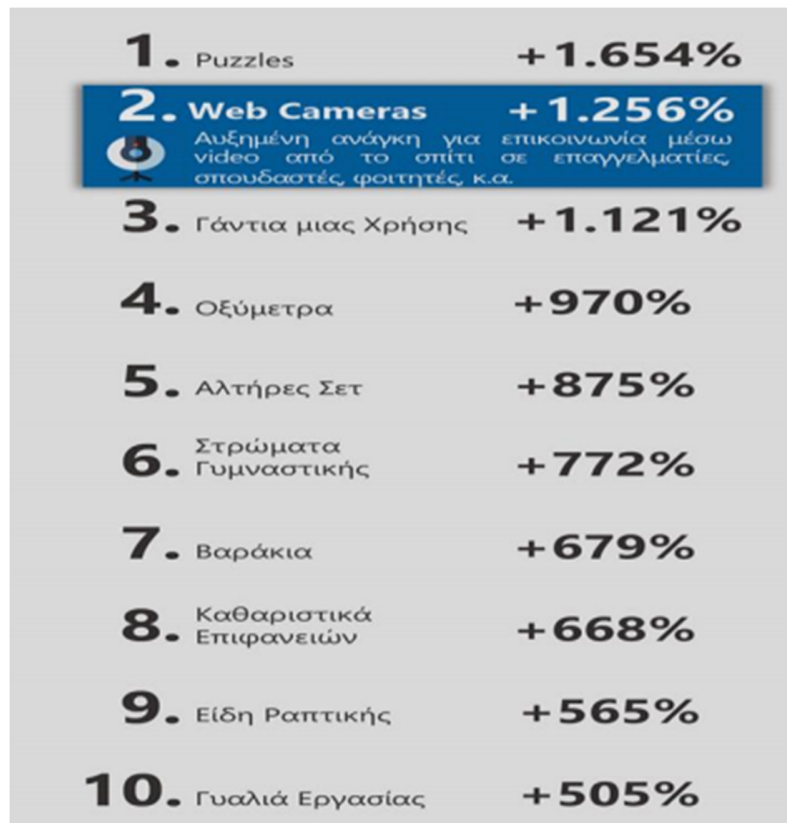 1. Puzzles +1.654%
2. Web Cameras +1.256%
Αυξημένη ανάγκη για επικοινωνία μέσω
video από το σπίτι σε επαγγελματίες,
σπουδαστές, φοιτητές, κ.α.
3. Γάντια μιας Χρήσης +1.121%
4. Οξύμετρα +970%
5. Αλτήρες Σετ +875%
6. Στρώματα
Γυμναστικής +772%
7. Βαράκια +679%
8. Καθαριστικά
Επιφανειών +668%
9. Είδη Ραπτικής +565%
10. Γυαλιά Εργασίας +505%